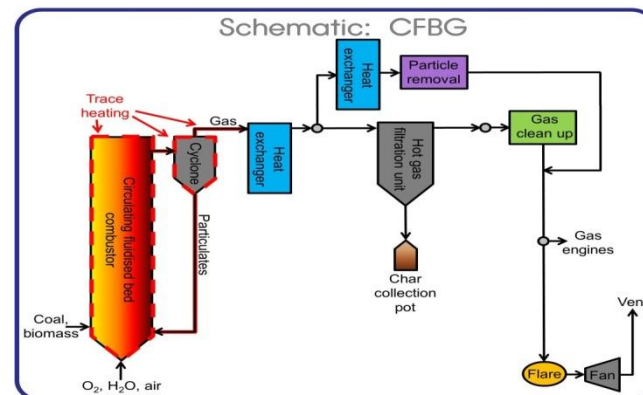 Schematic: CFBG
Trace
heating
Gas
Cyclone
Heat
exchanger
Heat
exchanger
Particle
removal
Hot gas
filtration unit
Gas
clean up
Circulating fluidised bed
combustor
Particulates
Coal,
biomass
O₂, H₂O, air
Char
collection
pot
Gas
engines
Flare
Fan